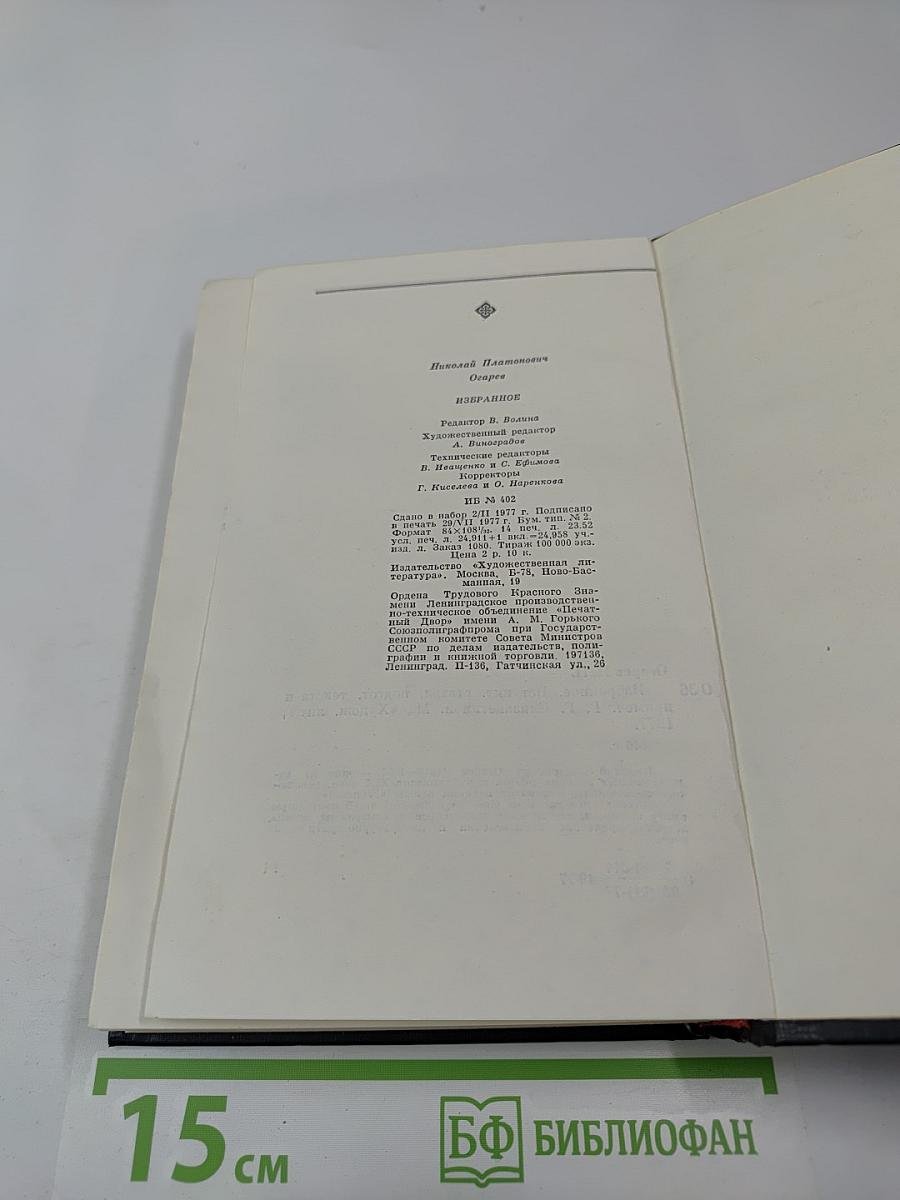 Николай Платонович
Огарев
ИЗБРАННОЕ
Редактор В. Волина
Художественный редактор
А. Виноградов
Технические редакторы
В. Иващенко и С. Ефимова
Корректоры
Г. Киселева и О. Наренкова
ИБ № 402
Сдано в набор 2/II 1977 г. Подписано
в печать 29/VII 1977 г. Бум. тип. № 2.
Формат 84×108¹/₃₂. 14 печ. л. 23.52
усл. печ. л. 24,911+1 вкл.=24,958 уч.-
изд. л. Заказ 1080. Тираж 100 000 экз.
Цена 2 р. 10 к.
Издательство «Художественная ли-
тература». Москва, Б-78, Ново-Бас-
манная, 19
Ордена Трудового Красного Зна-
мени Ленинградское производствен-
но-техническое объединение «Печат-
ный Двор» имени А. М. Горького
Союзполиграфпрома при Государст-
венном комитете Совета Министров
СССР по делам издательств, поли-
графии и книжной торговли. 197136,
Ленинград, П-136, Гатчинская ул., 26
15 см
БФ БИБЛИОФАН